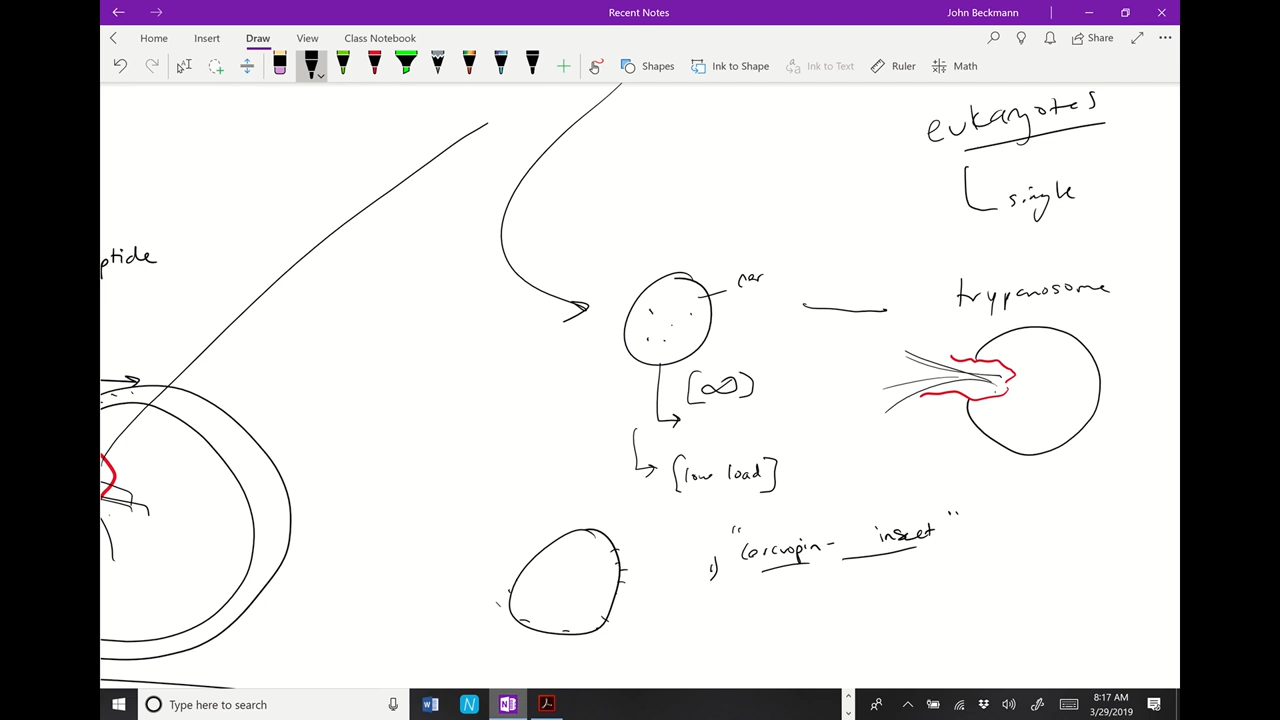 Recent Notes
John Beckmann
Home Insert Draw View Class Notebook
Share
Shapes
Ink to Shape
Ink to Text
Ruler
Math
eukaryotes
single
ptide
trypanosome
[∞]
[low load]
1) " - insect "
Type here to search
8:17 AM
3/29/2019